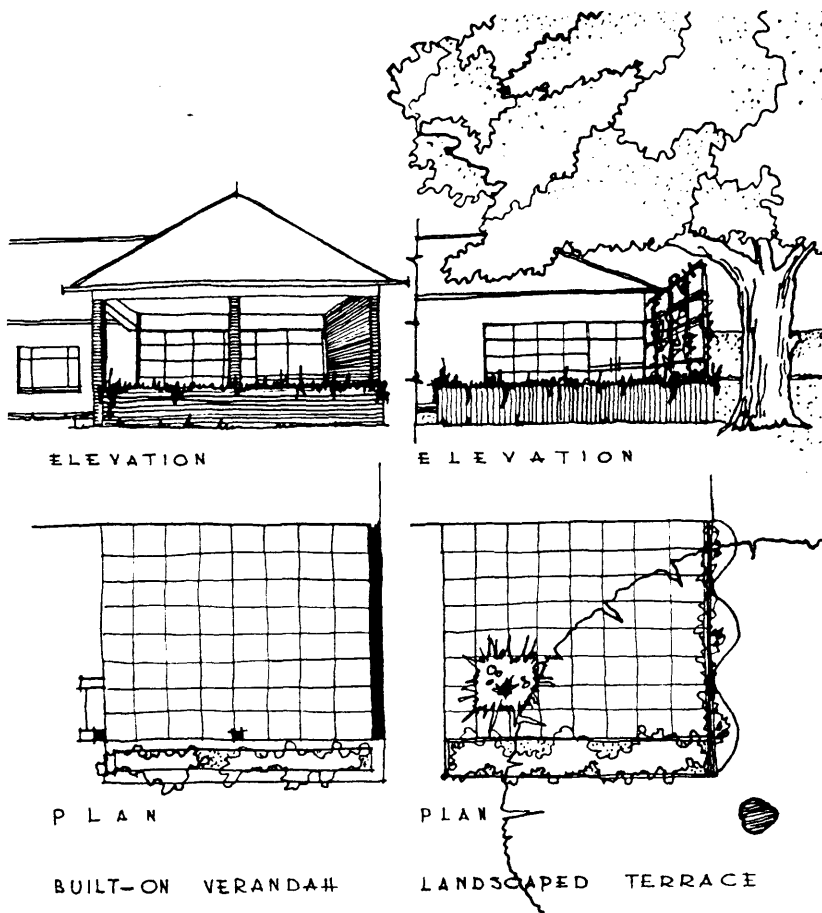 ELEVATION
ELEVATION
PLAN
PLAN
BUILT-ON VERANDAH
LANDSCAPED TERRACE